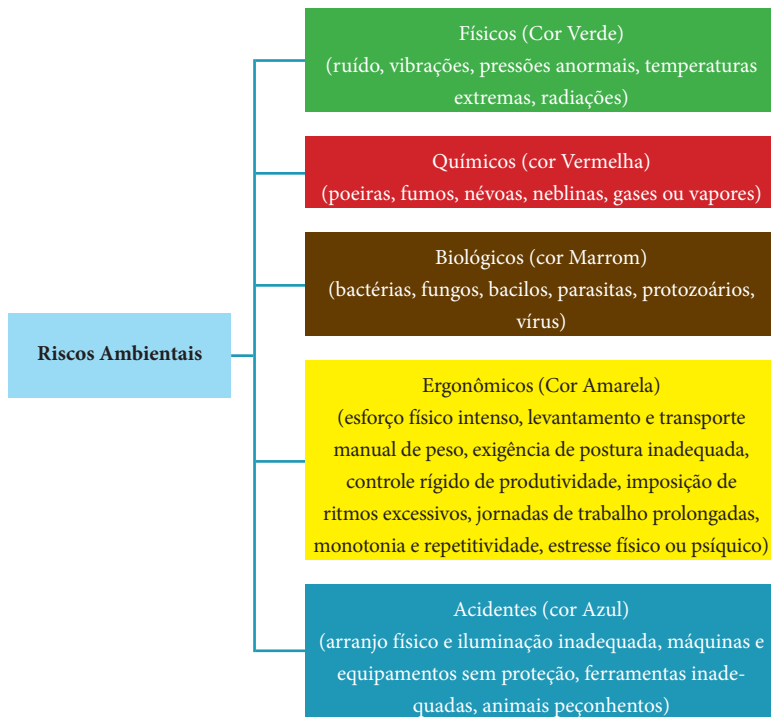 Físicos (Cor Verde)
(ruído, vibrações, pressões anormais, temperaturas
extremas, radiações)
Químicos (cor Vermelha)
(poeiras, fumos, névoas, neblinas, gases ou vapores)
Biológicos (cor Marrom)
(bactérias, fungos, bacilos, parasitas, protozoários,
vírus)
Riscos Ambientais
Ergonômicos (Cor Amarela)
(esforço físico intenso, levantamento e transporte
manual de peso, exigência de postura inadequada,
controle rígido de produtividade, imposição de
ritmos excessivos, jornadas de trabalho prolongadas,
monotonia e repetitividade, estresse físico ou psíquico)
Acidentes (cor Azul)
(arranjo físico e iluminação inadequada, máquinas e
equipamentos sem proteção, ferramentas inade-
quadas, animais peçonhentos)